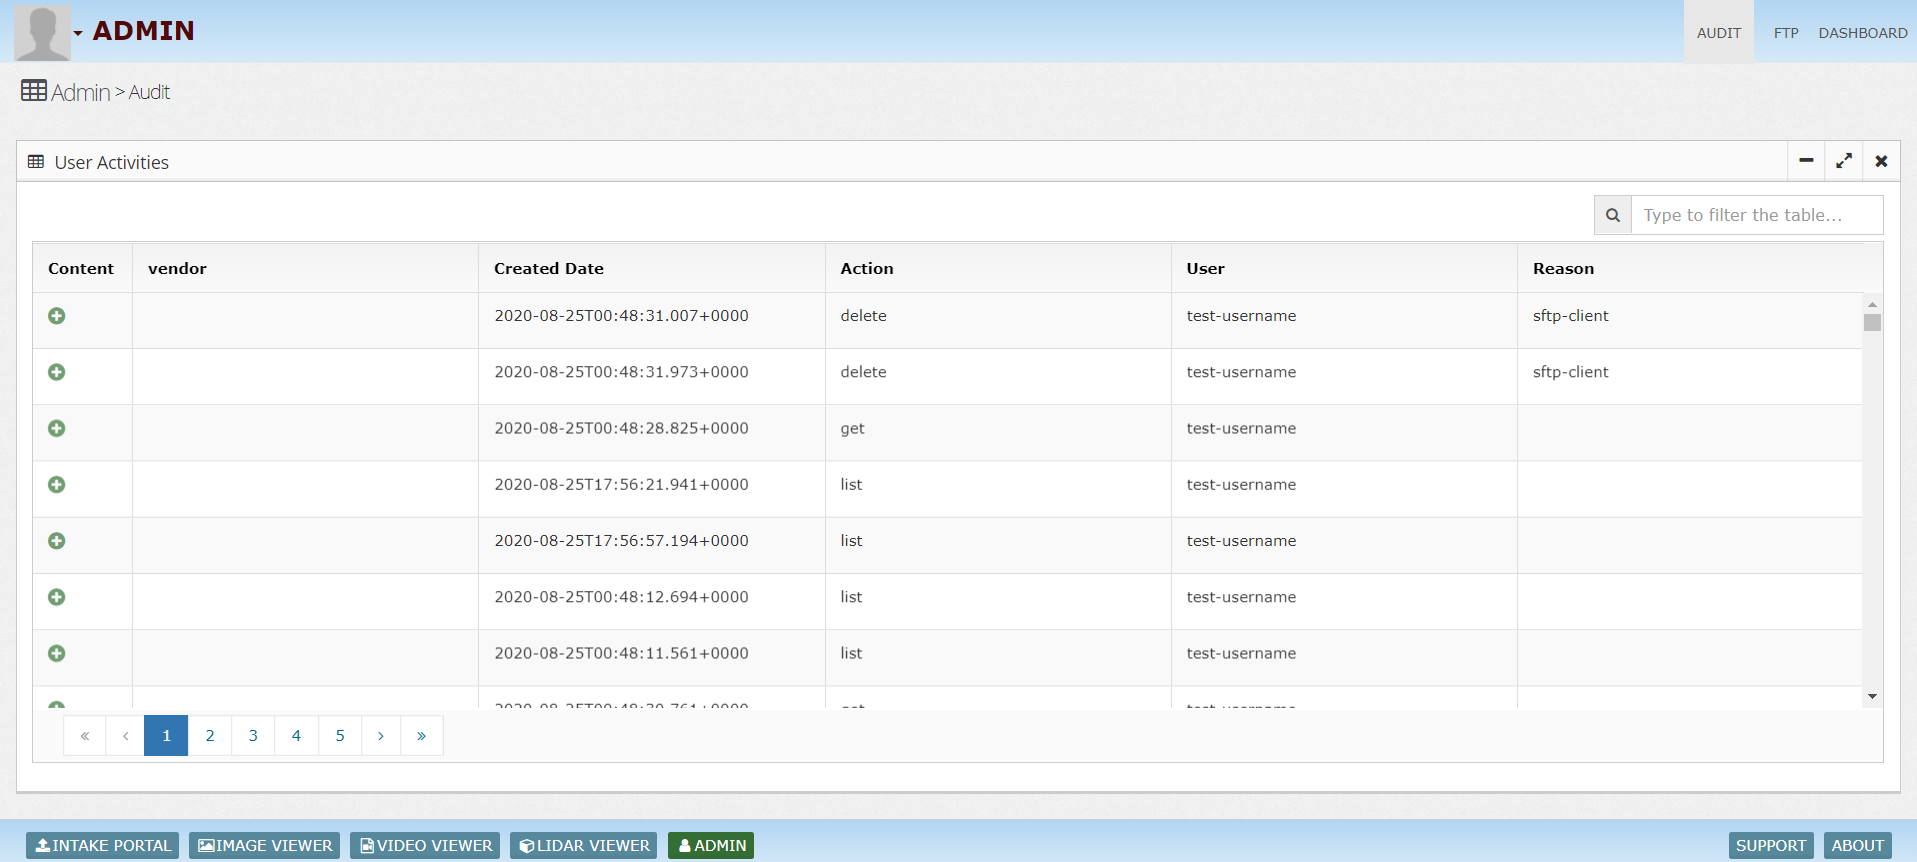 ADMIN
AUDIT FTP DASHBOARD
Admin > Audit
User Activities
Type to filter the table...
Content vendor Created Date Action User Reason
2020-08-25T00:48:31.007+0000 delete test-username sftp-client
2020-08-25T00:48:31.973+0000 delete test-username sftp-client
2020-08-25T00:48:28.825+0000 get test-username
2020-08-25T17:56:21.941+0000 list test-username
2020-08-25T17:56:57.194+0000 list test-username
2020-08-25T00:48:12.694+0000 list test-username
2020-08-25T00:48:11.561+0000 list test-username
« ‹ 1 2 3 4 5 › »
INTAKE PORTAL IMAGE VIEWER VIDEO VIEWER LIDAR VIEWER ADMIN SUPPORT ABOUT